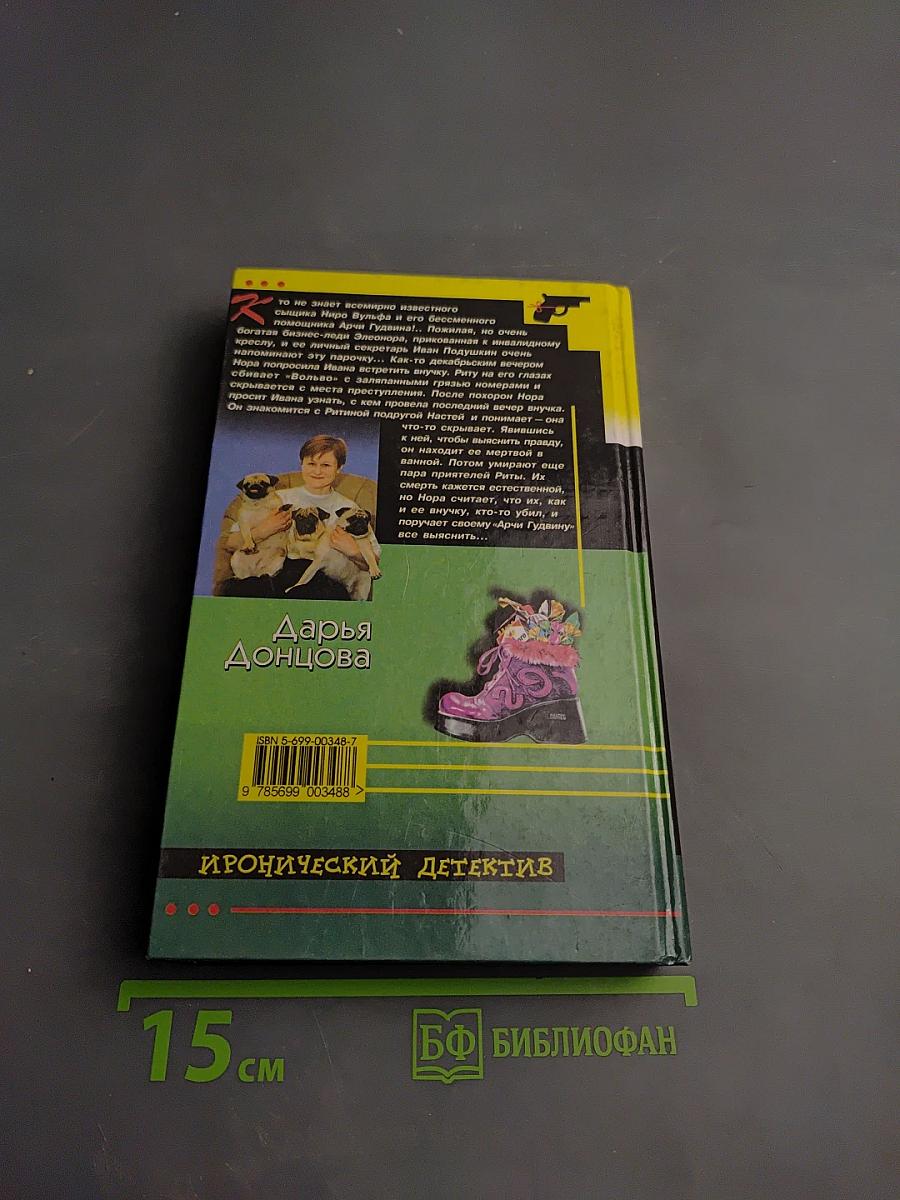 Кто не знает всемирно известного
сыщика Ниро Вульфа и его бессменного
помощника Арчи Гудвина!.. Пожилая, но очень
богатая бизнес-леди Элеонора, прикованная к инвалидному
креслу, и ее личный секретарь Иван Подушкин очень
напоминают эту парочку... Как-то декабрьским вечером
Нора попросила Ивана встретить внучку. Риту на его глазах
сбивает «Вольво» с заляпанными грязью номерами и
скрывается с места преступления. После похорон Нора
просит Ивана узнать, с кем провела последний вечер внучка.
Он знакомится с Ритиной подругой Настей и понимает — она
что-то скрывает. Явившись
к ней, чтобы выяснить правду,
он находит ее мертвой в
ванной. Потом умирают еще
пара приятелей Риты. Их
смерть кажется естественной,
но Нора считает, что их, как
и ее внучку, кто-то убил, и
поручает своему «Арчи Гудвину»
все выяснить...
Дарья
Донцова
ISBN 5-699-00348-7
9 785699 003488 >
ИРОНИЧЕСКИЙ ДЕТЕКТИВ
15 см
БФ БИБЛИОФАН